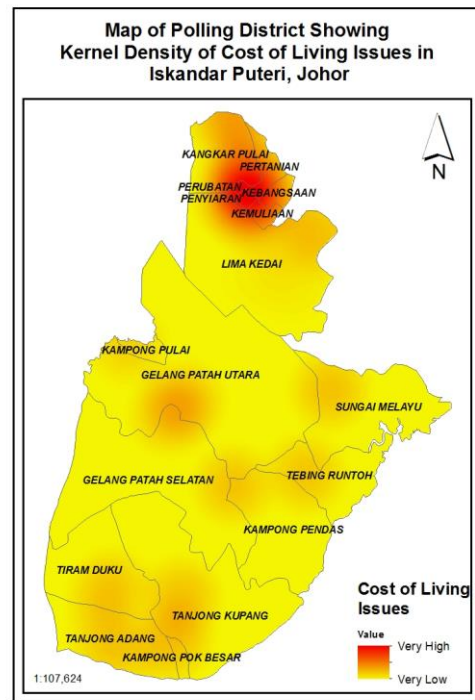 Map of Polling District Showing
Kernel Density of Cost of Living Issues in
Iskandar Puteri, Johor
KANGKAR PULAI
PERTANIAN
N
PERUBATAN
KEBANGSAAN
PENYIARAN
KEMULIAAN
LIMA KEDAI
KAMPONG PULAI
GELANG PATAH UTARA
SUNGAI MELAYU
GELANG PATAH SELATAN
TEBING RUNTOH
KAMPONG PENDAS
TIRAM DUKU
TANJONG KUPANG
TANJONG ADANG
KAMPONG POK BESAR
1:107,624
Cost of Living
Issues
Value
Very High
Very Low